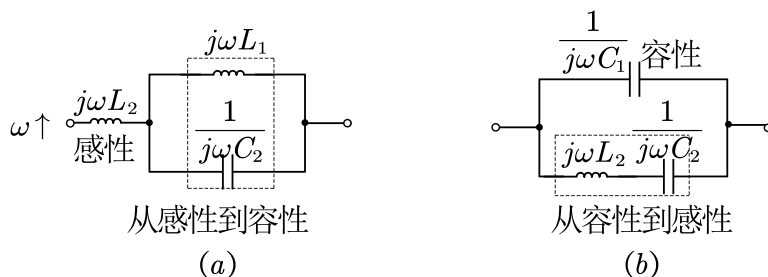 jωL₁
jωL₂
ω↑
感性
1
jωC₂
从感性到容性
(a)
1
jωC₁
容性
1
jωC₂
jωL₂
从容性到感性
(b)